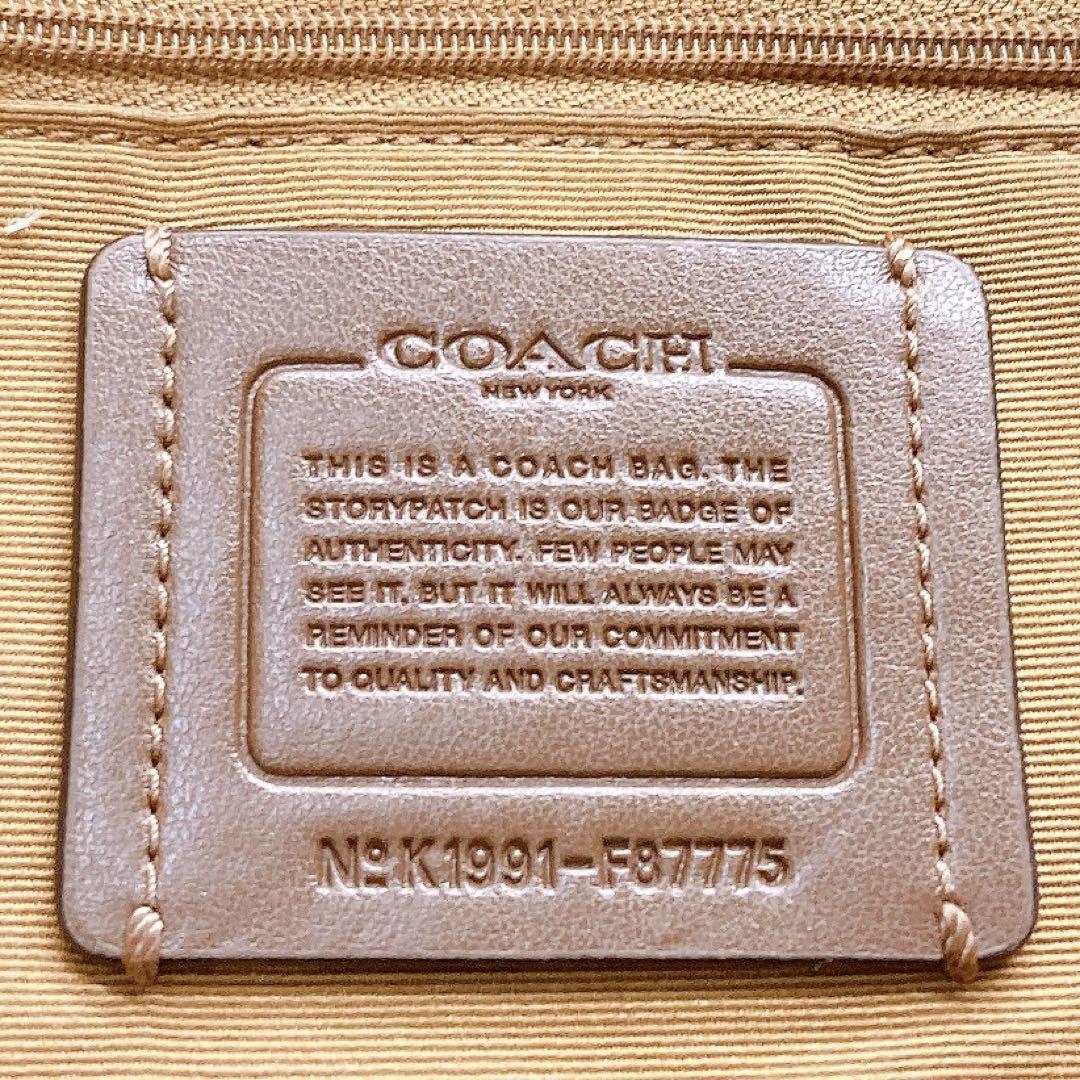 COACH
NEW YORK
THIS IS A COACH BAG. THE
STORYPATCH IS OUR BADGE OF
AUTHENTICITY. FEW PEOPLE MAY
SEE IT. BUT IT WILL ALWAYS BE A
REMINDER OF OUR COMMITMENT
TO QUALITY AND CRAFTSMANSHIP.
Nº K1991-F87775